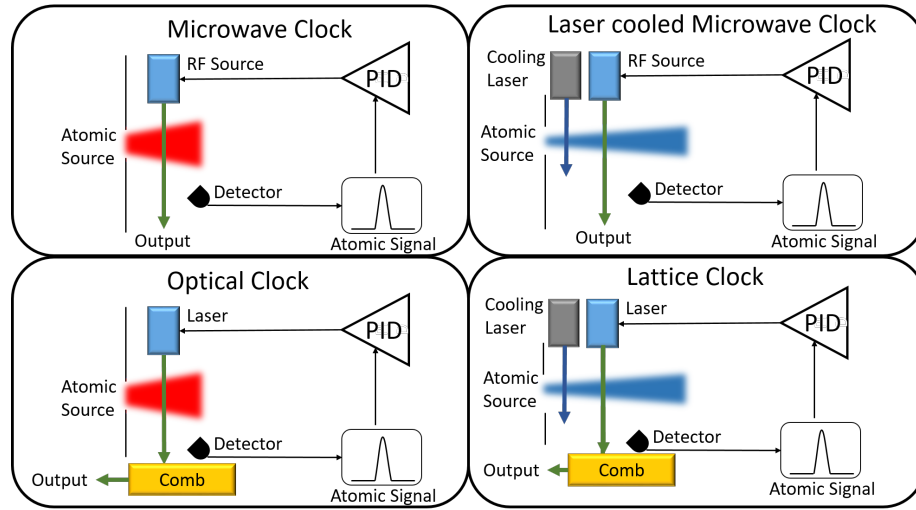 Microwave Clock
RF Source
PID
Atomic
Source
Detector
Output
Atomic Signal
Laser cooled Microwave Clock
Cooling
Laser
RF Source
PID
Atomic
Source
Detector
Output
Atomic Signal
Optical Clock
Laser
PID
Atomic
Source
Detector
Output
Comb
Atomic Signal
Lattice Clock
Cooling
Laser
Laser
PID
Atomic
Source
Detector
Output
Comb
Atomic Signal